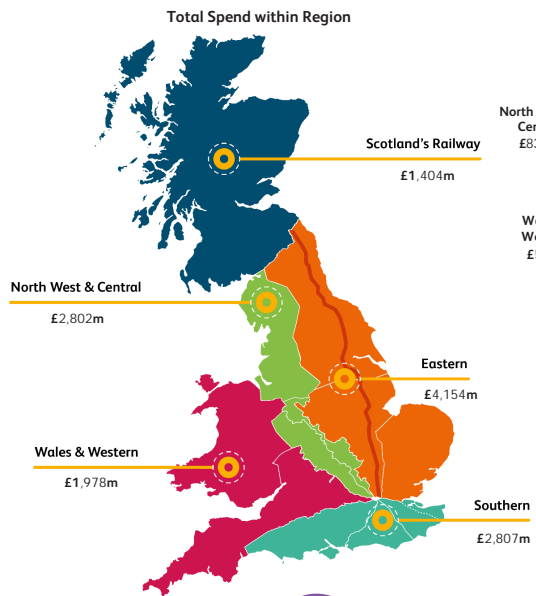 Total Spend within Region
North
Scotland's Railway
£1,404m
North West & Central
£2,802m
Eastern
£4,154m
Wales & Western
£1,978m
Southern
£2,807m